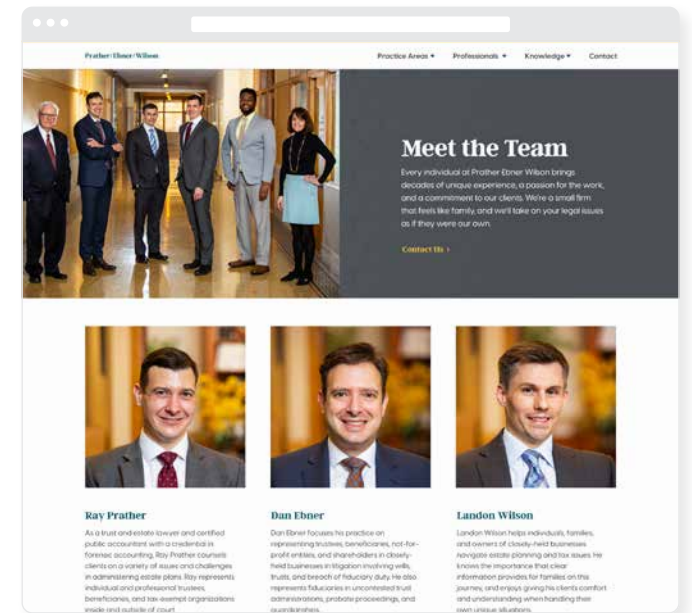 Prather/Ebner/Wilson
Practice Areas
Professionals
Knowledge
Contact
Meet the Team
Every individual at Prather Ebner Wilson brings
decades of unique experience, a passion for the work,
and a commitment to our clients. We're a small firm
that feels like family, and we'll take on your legal issues
as if they were our own.
Contact Us ›
Ray Prather
As a trust and estate lawyer and certified
public accountant with a credential in
forensic accounting, Ray Prather counsels
clients on a variety of issues and challenges
in administering estate plans. Ray represents
individual and professional trustees,
beneficiaries, and tax-exempt organizations
inside and outside of court
Dan Ebner
Dan Ebner focuses his practice on
representing trustees, beneficiaries, not-for-
profit entities, and shareholders in closely-
held businesses in litigation involving wills,
trusts, and breach of fiduciary duty. He also
represents fiduciaries in uncontested trust
administrations, probate proceedings, and
guardianships.
Landon Wilson
Landon Wilson helps individuals, families,
and owners of closely-held businesses
navigate estate planning and tax issues. He
knows the importance that clear
information provides for families on this
journey, and enjoys giving his clients comfort
and understanding when handling their
own unique situations.